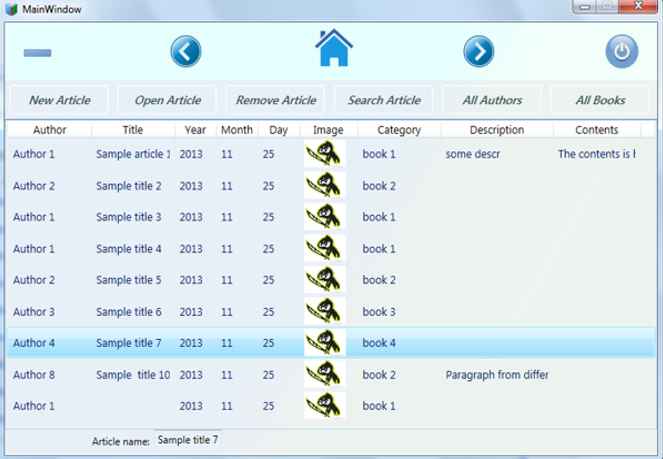 MainWindow
New Article Open Article Remove Article Search Article All Authors All Books
Author Title Year Month Day Image Category Description Contents
Author 1 Sample article 1 2013 11 25 book 1 some descr The contents is
Author 2 Sample title 2 2013 11 25 book 2
Author 1 Sample title 3 2013 11 25 book 1
Author 1 Sample title 4 2013 11 25 book 1
Author 2 Sample title 5 2013 11 25 book 2
Author 3 Sample title 6 2013 11 25 book 3
Author 4 Sample title 7 2013 11 25 book 4
Author 8 Sample title 10 2013 11 25 book 2 Paragraph from differ
Author 1 2013 11 25 book 1
Article name: Sample title 7